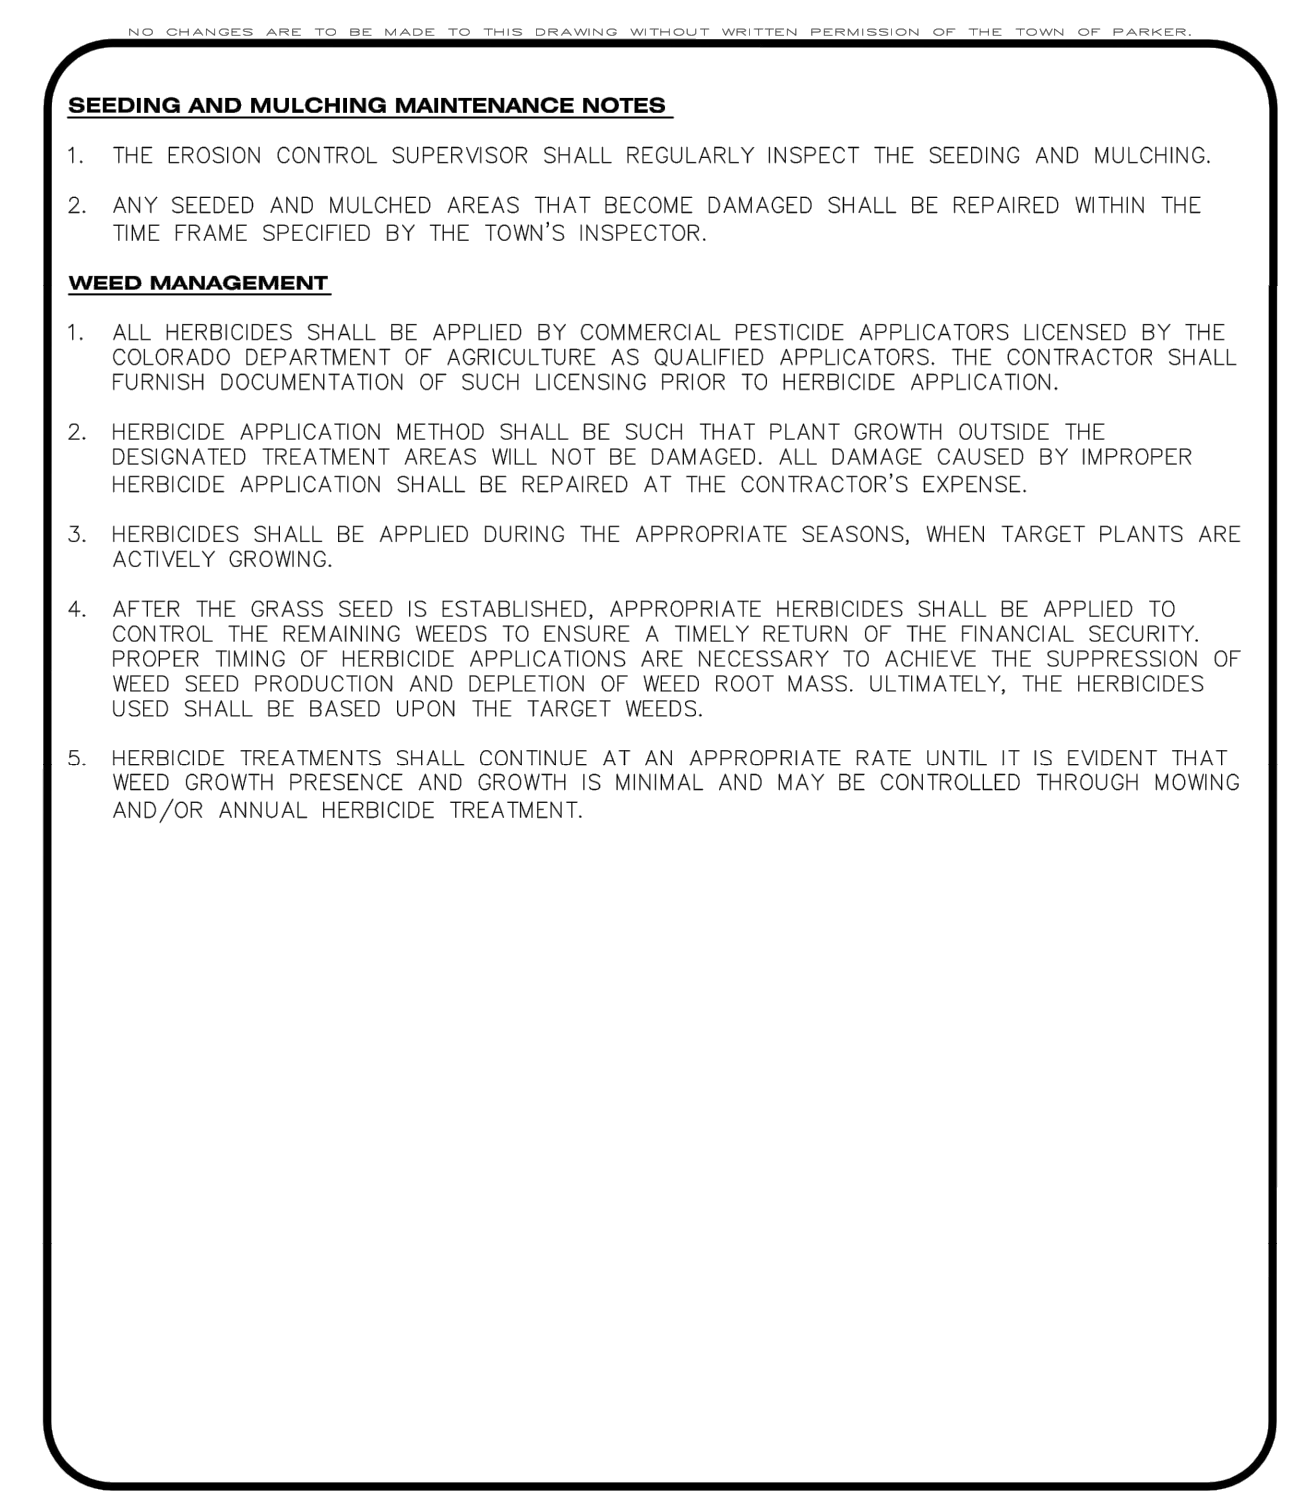 NO CHANGES ARE TO BE MADE TO THIS DRAWING WITHOUT WRITTEN PERMISSION OF THE TOWN OF PARKER.
SEEDING AND MULCHING MAINTENANCE NOTES
1. THE EROSION CONTROL SUPERVISOR SHALL REGULARLY INSPECT THE SEEDING AND MULCHING.
2. ANY SEEDED AND MULCHED AREAS THAT BECOME DAMAGED SHALL BE REPAIRED WITHIN THE
TIME FRAME SPECIFIED BY THE TOWN'S INSPECTOR.
WEED MANAGEMENT
1. ALL HERBICIDES SHALL BE APPLIED BY COMMERCIAL PESTICIDE APPLICATORS LICENSED BY THE
COLORADO DEPARTMENT OF AGRICULTURE AS QUALIFIED APPLICATORS. THE CONTRACTOR SHALL
FURNISH DOCUMENTATION OF SUCH LICENSING PRIOR TO HERBICIDE APPLICATION.
2. HERBICIDE APPLICATION METHOD SHALL BE SUCH THAT PLANT GROWTH OUTSIDE THE
DESIGNATED TREATMENT AREAS WILL NOT BE DAMAGED. ALL DAMAGE CAUSED BY IMPROPER
HERBICIDE APPLICATION SHALL BE REPAIRED AT THE CONTRACTOR'S EXPENSE.
3. HERBICIDES SHALL BE APPLIED DURING THE APPROPRIATE SEASONS, WHEN TARGET PLANTS ARE
ACTIVELY GROWING.
4. AFTER THE GRASS SEED IS ESTABLISHED, APPROPRIATE HERBICIDES SHALL BE APPLIED TO
CONTROL THE REMAINING WEEDS TO ENSURE A TIMELY RETURN OF THE FINANCIAL SECURITY.
PROPER TIMING OF HERBICIDE APPLICATIONS ARE NECESSARY TO ACHIEVE THE SUPPRESSION OF
WEED SEED PRODUCTION AND DEPLETION OF WEED ROOT MASS. ULTIMATELY, THE HERBICIDES
USED SHALL BE BASED UPON THE TARGET WEEDS.
5. HERBICIDE TREATMENTS SHALL CONTINUE AT AN APPROPRIATE RATE UNTIL IT IS EVIDENT THAT
WEED GROWTH PRESENCE AND GROWTH IS MINIMAL AND MAY BE CONTROLLED THROUGH MOWING
AND/OR ANNUAL HERBICIDE TREATMENT.